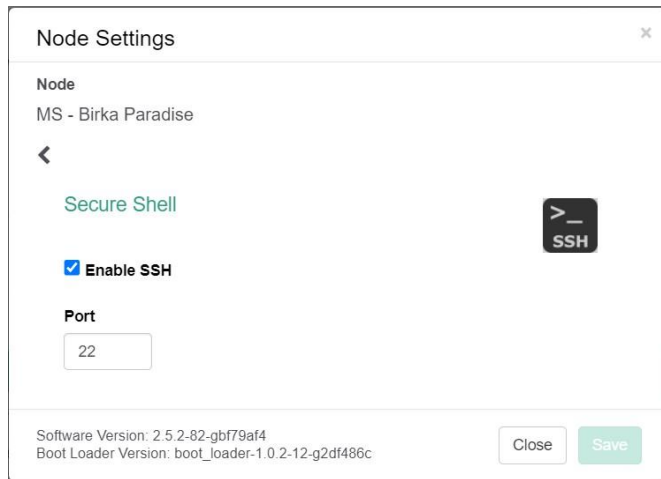 Node Settings
×
Node
MS - Birka Paradise
Secure Shell
>_
SSH
Enable SSH
Port
22
Software Version: 2.5.2-82-gbf79af4
Boot Loader Version: boot_loader-1.0.2-12-g2df486c
Close
Save